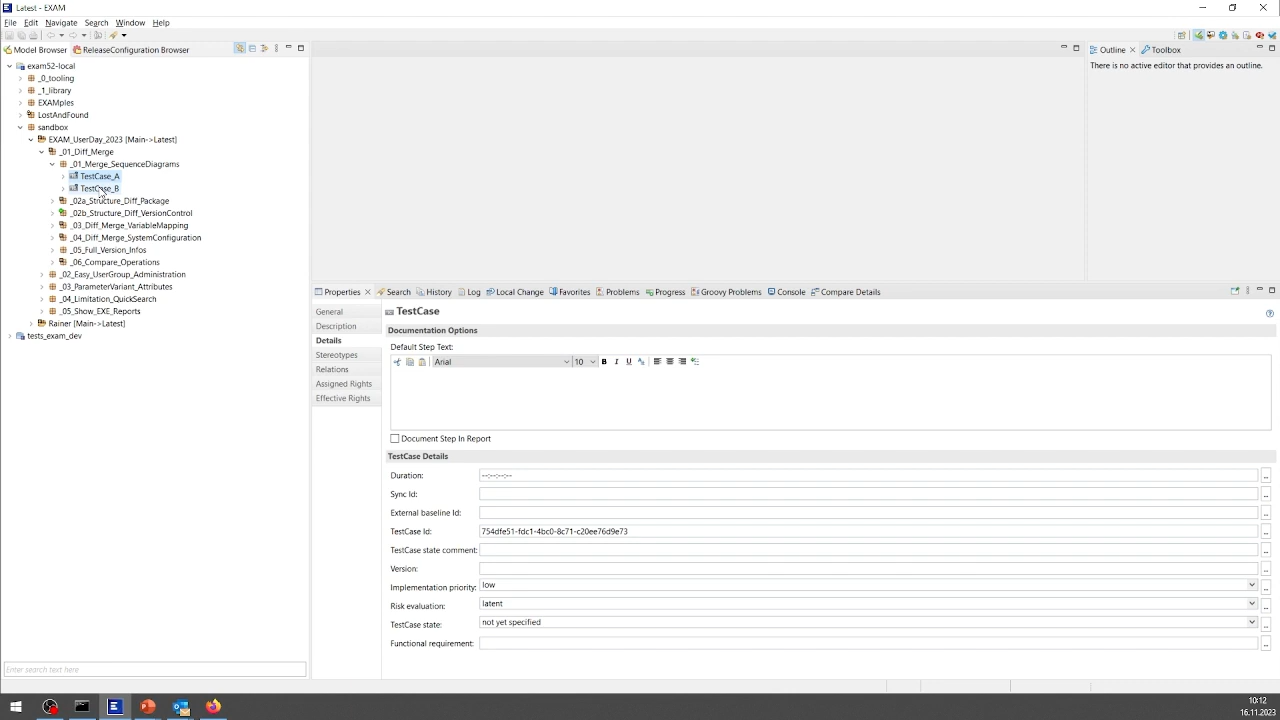 Latest - EXAM
File Edit Navigate Search Window Help
Model Browser ReleaseConfiguration Browser
exam52-local
_0_tooling
_1_library
EXAMples
LostAndFound
sandbox
EXAM_UserDay_2023 [Main->Latest]
_01_Diff_Merge
_01_Merge_SequenceDiagrams
TestCase_A
TestCase_B
_02a_Structure_Diff_Package
_02b_Structure_Diff_VersionControl
_03_Diff_Merge_VariableMapping
_04_Diff_Merge_SystemConfiguration
_05_Full_Version_Infos
_06_Compare_Operations
_02_Easy_UserGroup_Administration
_03_ParameterVariant_Attributes
_04_Limitation_QuickSearch
_05_Show_EXE_Reports
Rainer [Main->Latest]
tests_exam_dev
Enter search text here
Outline Toolbox
There is no active editor that provides an outline.
Properties Search History Log Local Change Favorites Problems Progress Groovy Problems Console Compare Details
General
Description
Details
Stereotypes
Relations
Assigned Rights
Effective Rights
TestCase
Documentation Options
Default Step Text:
Arial 10 B I U
Document Step In Report
TestCase Details
Duration: --:--:--:--
Sync Id:
External baseline Id:
TestCase Id: 754dfe51-fdc1-4bc0-8c71-c20ee76d9e73
TestCase state comment:
Version:
Implementation priority: low
Risk evaluation: latent
TestCase state: not yet specified
Functional requirement:
10:12
16.11.2023